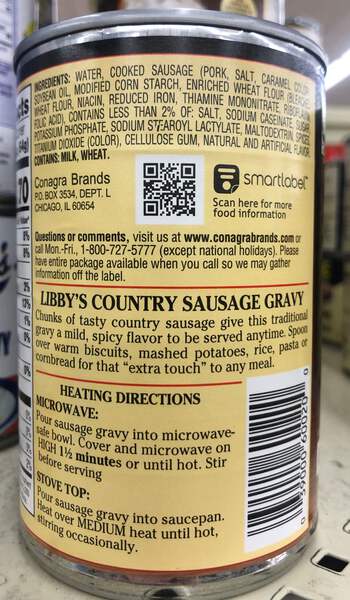 INGREDIENTS: WATER, COOKED SAUSAGE (PORK, SALT, CARAMEL COLOR),
SOYBEAN OIL, MODIFIED CORN STARCH, ENRICHED WHEAT FLOUR (BLEACHED
WHEAT FLOUR, NIACIN, REDUCED IRON, THIAMINE MONONITRATE, RIBOFLAVIN,
FOLIC ACID), CONTAINS LESS THAN 2% OF: SALT, SODIUM CASEINATE, SUGAR,
POTASSIUM PHOSPHATE, SODIUM STEAROYL LACTYLATE, MALTODEXTRIN, SPICES,
TITANIUM DIOXIDE (COLOR), CELLULOSE GUM, NATURAL AND ARTIFICIAL FLAVOR.
CONTAINS: MILK, WHEAT.
Conagra Brands
P.O. BOX 3534, DEPT. L
CHICAGO, IL 60654
smartlabel
Scan here for more
food information
Questions or comments, visit us at www.conagrabrands.com or
call Mon.-Fri., 1-800-727-5777 (except national holidays). Please
have entire package available when you call so we may gather
information off the label.
LIBBY'S COUNTRY SAUSAGE GRAVY
Chunks of tasty country sausage give this traditional
gravy a mild, spicy flavor to be served anytime. Spoon
over warm biscuits, mashed potatoes, rice, pasta or
cornbread for that "extra touch" to any meal.
HEATING DIRECTIONS
MICROWAVE:
Pour sausage gravy into microwave-
safe bowl. Cover and microwave on
HIGH 1½ minutes or until hot. Stir
before serving
STOVE TOP:
Pour sausage gravy into saucepan.
Heat over MEDIUM heat until hot,
stirring occasionally.
0 39000 60020 0